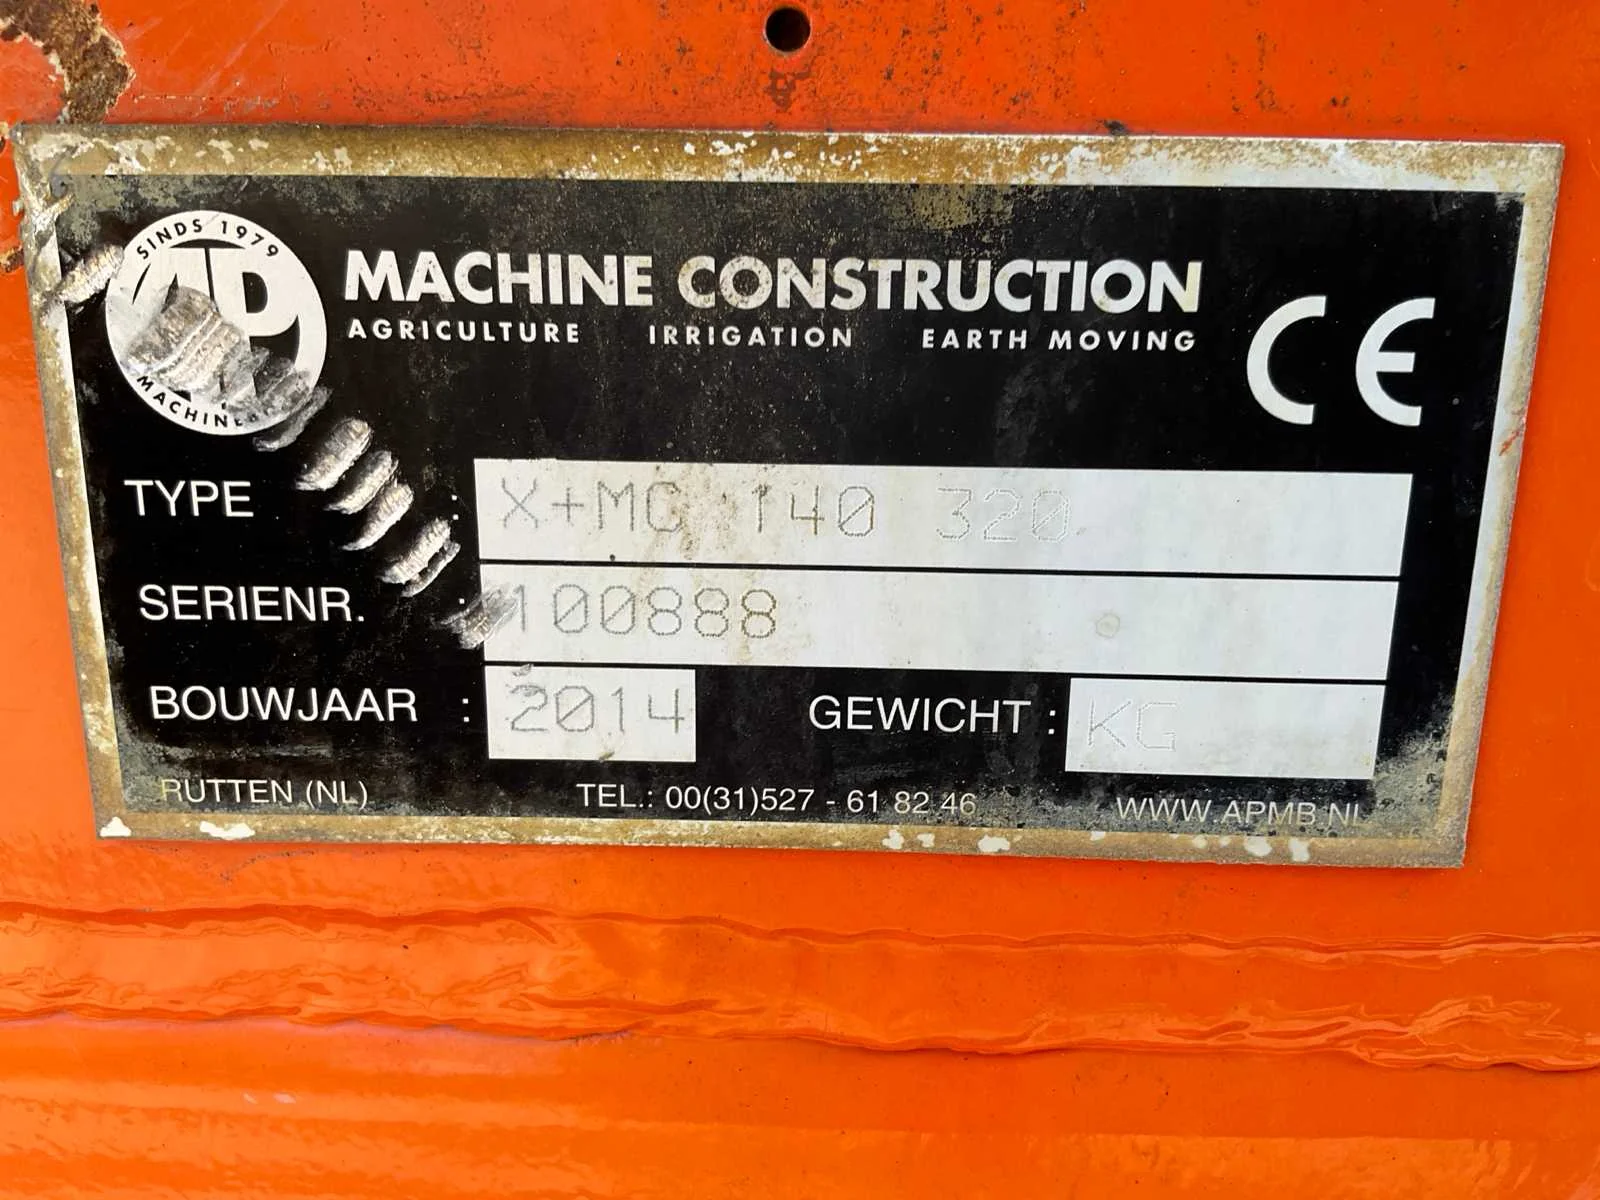 SINDS 1979
AP
MACHINE CONSTRUCTION
AGRICULTURE IRRIGATION EARTH MOVING
CE
TYPE : X+MC 140 320
SERIENR. : 100888
BOUWJAAR : 2014 GEWICHT : KG
RUTTEN (NL) TEL.: 00(31)527 - 61 82 46 WWW.APMB.NL